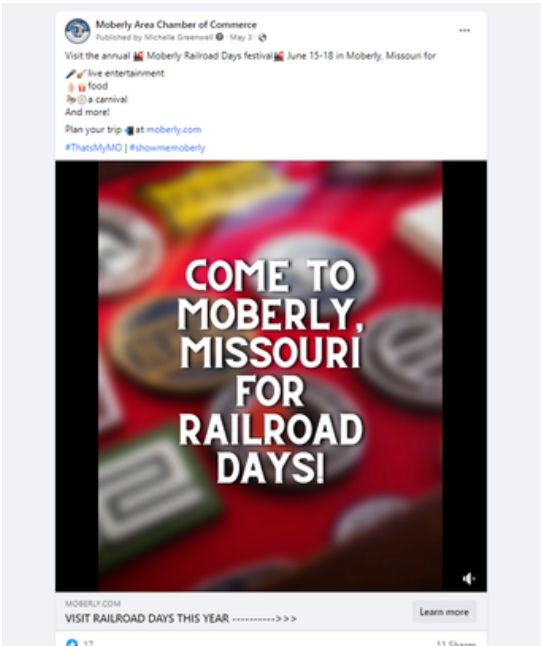 Moberly Area Chamber of Commerce
Published by Michelle Greenwell · May 3 ·
Visit the annual 🚂 Moberly Railroad Days festival🚂 June 15-18 in Moberly, Missouri for
🎤🎸live entertainment
food
🎠🎡a carnival
And more!
Plan your trip 📲at moberly.com
#ThatsMyMO | #showmemoberly
COME TO
MOBERLY,
MISSOURI
FOR
RAILROAD
DAYS!
MOBERLY.COM
VISIT RAILROAD DAYS THIS YEAR ---------->>>
Learn more
17
11 Shares